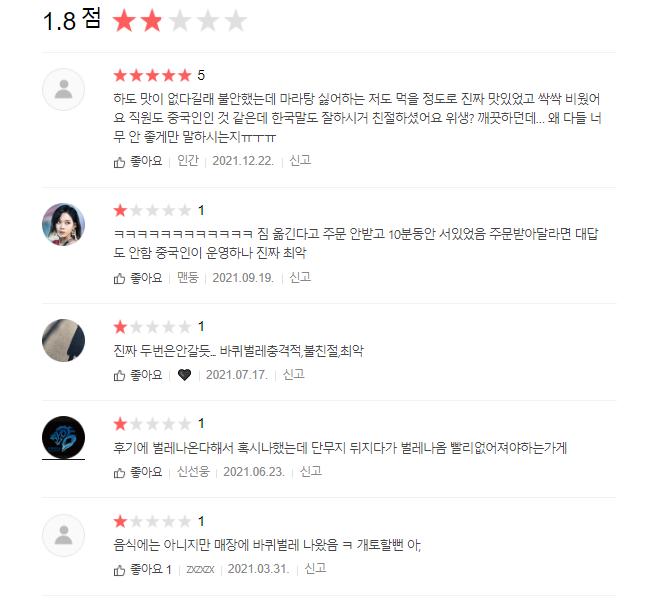 1.8 점
5
하도 맛이 없다길래 불안했는데 마라탕 싫어하는 저도 먹을 정도로 진짜 맛있었고 싹싹 비웠어
요 직원도 중국인인 것 같은데 한국말도 잘하시거 친절하셨어요 위생? 깨끗하던데... 왜 다들 너
무 안 좋게만 말하시는지ㅠㅜㅠ
좋아요 인간 2021.12.22. 신고
1
ㅋㅋㅋㅋㅋㅋㅋㅋㅋㅋㅋㅋ 짐 옮긴다고 주문 안받고 10분동안 서있었음 주문받아달라면 대답
도 안함 중국인이 운영하나 진짜 최악
좋아요 맨둥 2021.09.19. 신고
1
진짜 두번은안갈듯... 바퀴벌레충격적,불친절,최악
좋아요 🖤 2021.07.17. 신고
1
후기에 벌레나온다해서 혹시나했는데 단무지 뒤지다가 벌레나옴 빨리없어져야하는가게
좋아요 신선웅 2021.06.23. 신고
1
음식에는 아니지만 매장에 바퀴벌레 나왔음 ㅋ 개토할뻔 아;
좋아요 1 zxzxzx 2021.03.31. 신고